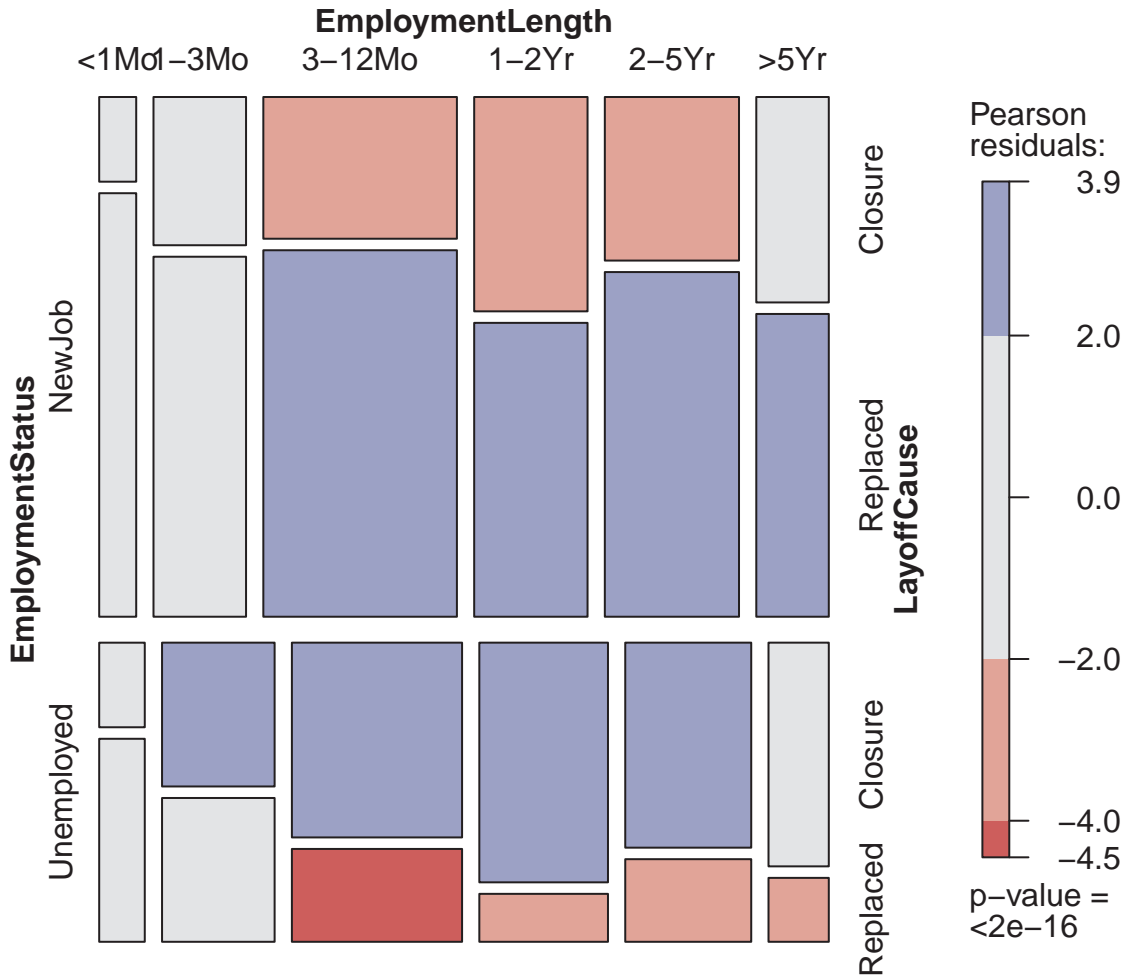 EmploymentLength
<1Mo 1−3Mo 3−12Mo 1−2Yr 2−5Yr >5Yr
EmploymentStatus
NewJob
Unemployed
Closure
Replaced
Closure
Replaced
LayoffCause
Pearson
residuals:
3.9
2.0
0.0
−2.0
−4.0
−4.5
p−value =
<2e−16